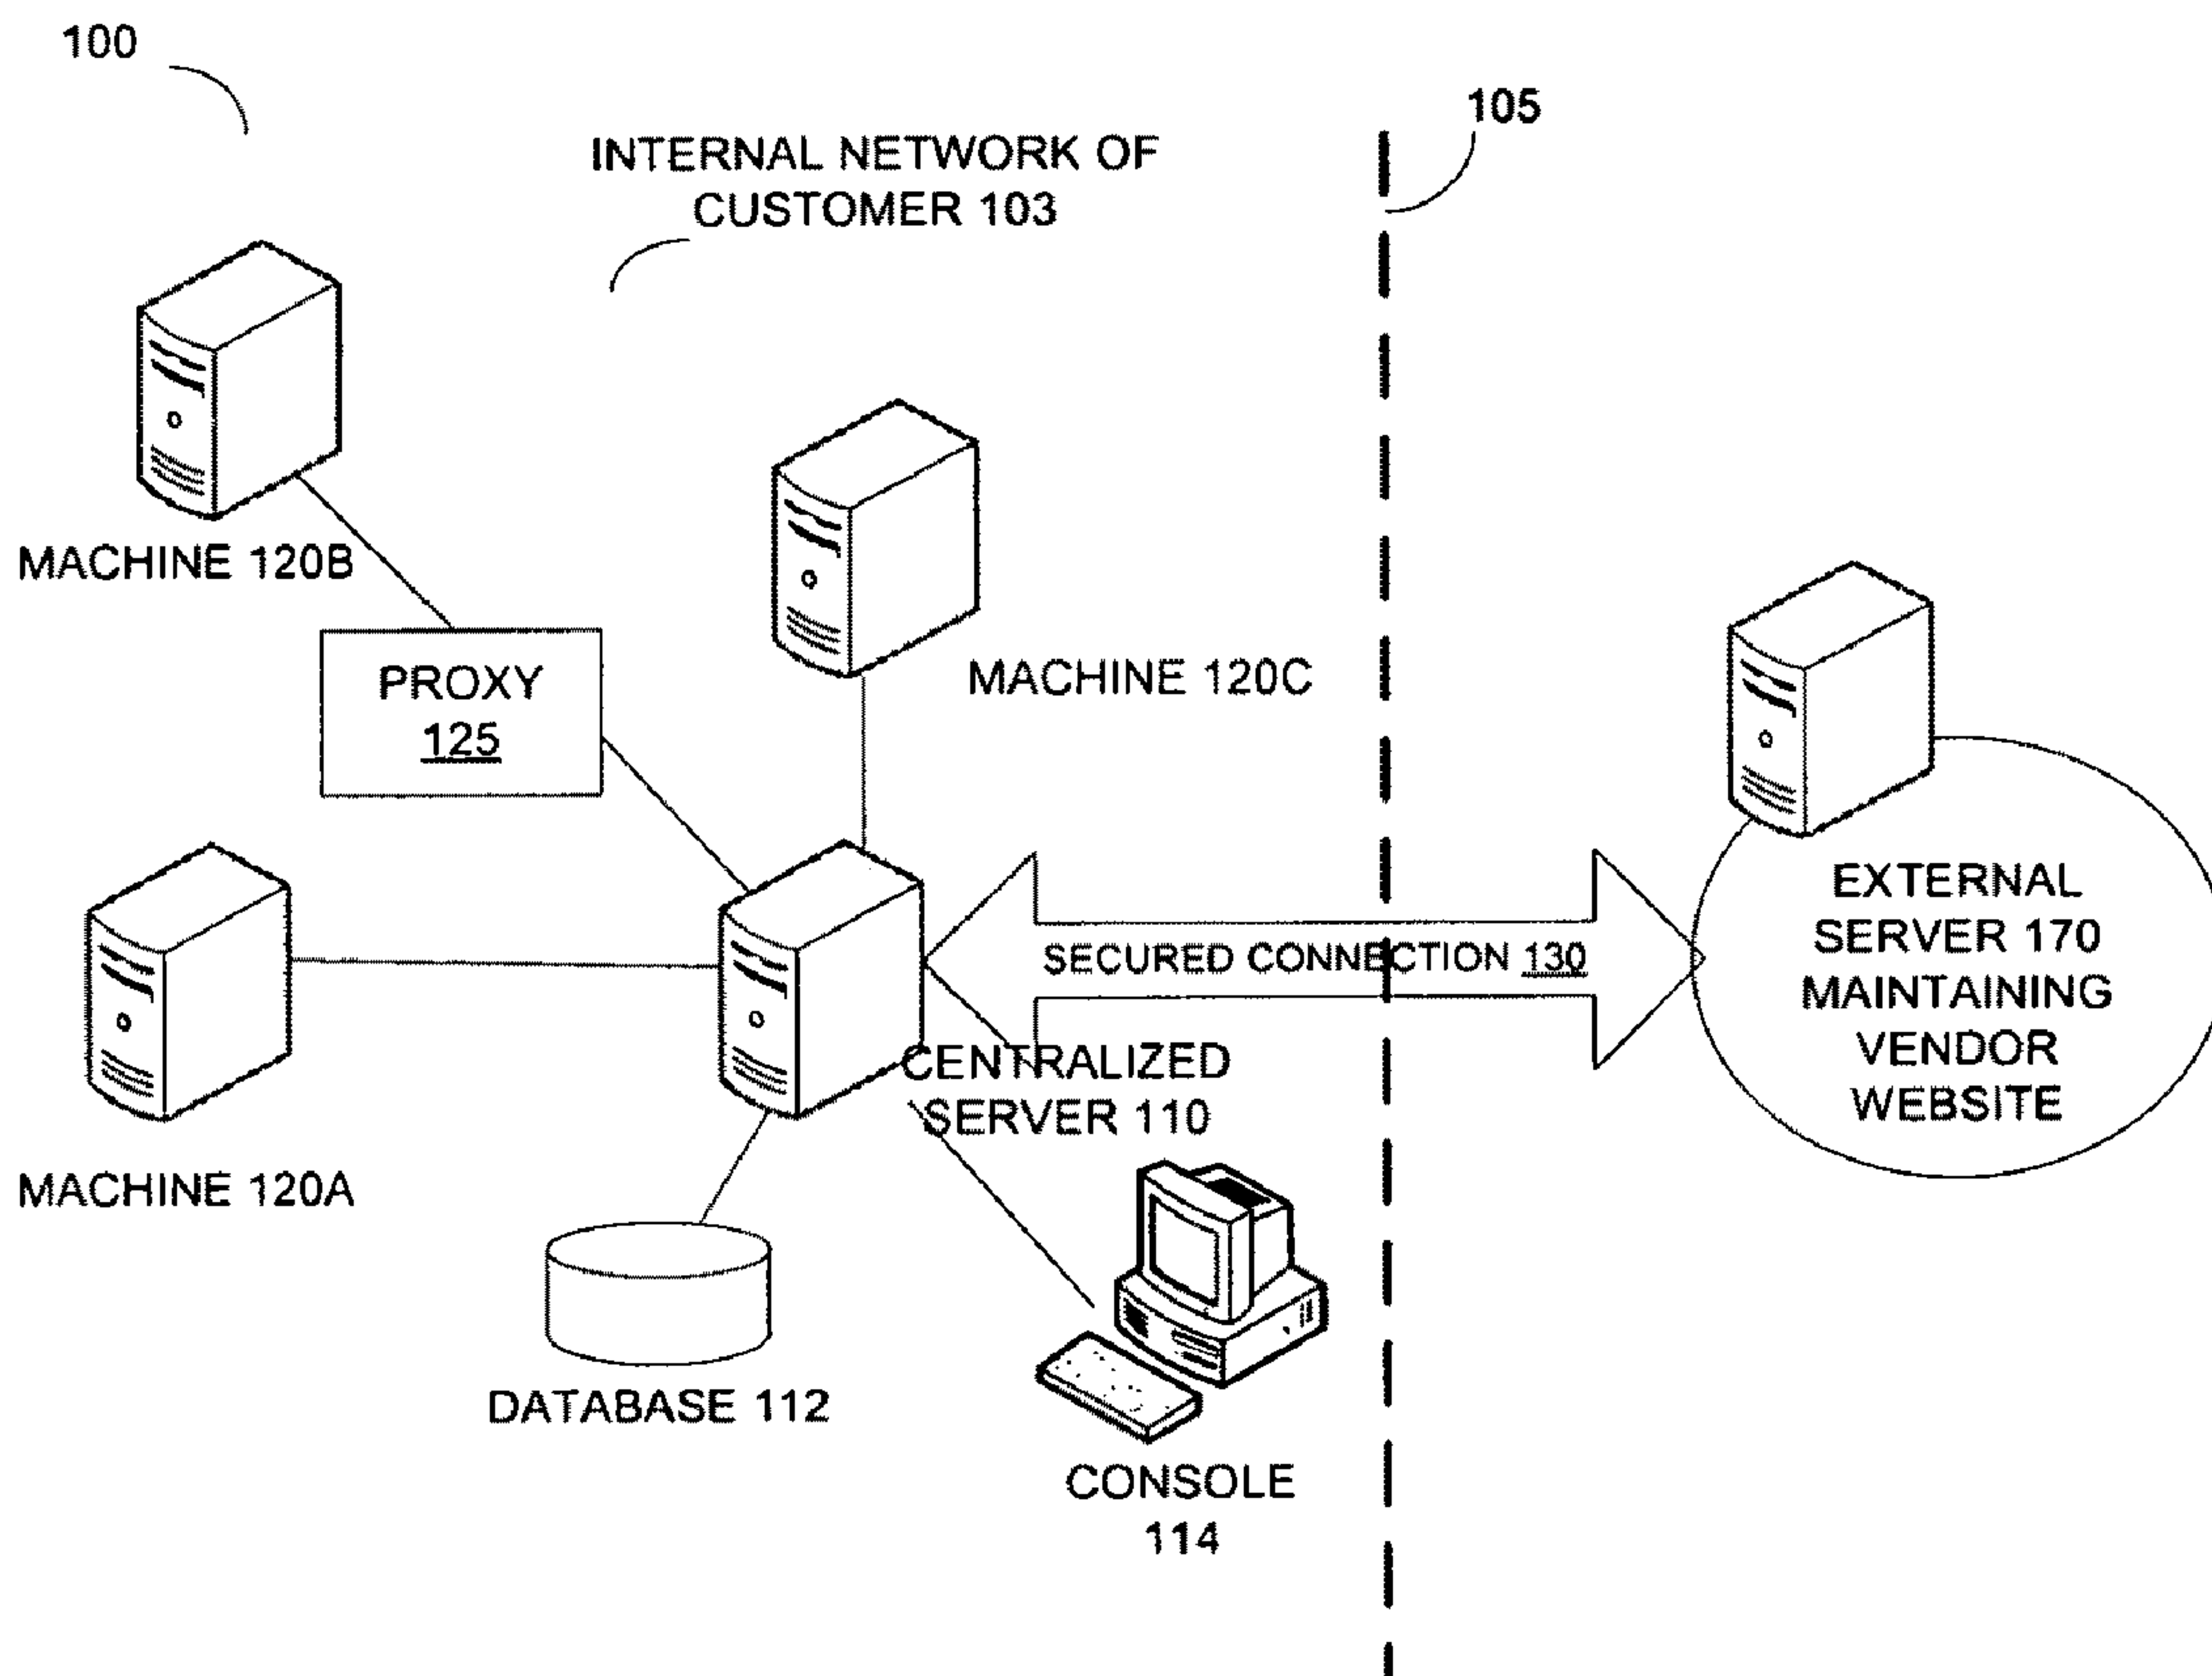 100
105
INTERNAL NETWORK OF
CUSTOMER 103
MACHINE 120B
PROXY
125
MACHINE 120C
SECURED CONNECTION 130
EXTERNAL
SERVER 170
MAINTAINING
VENDOR
WEBSITE
CENTRALIZED
SERVER 110
MACHINE 120A
DATABASE 112
CONSOLE
114